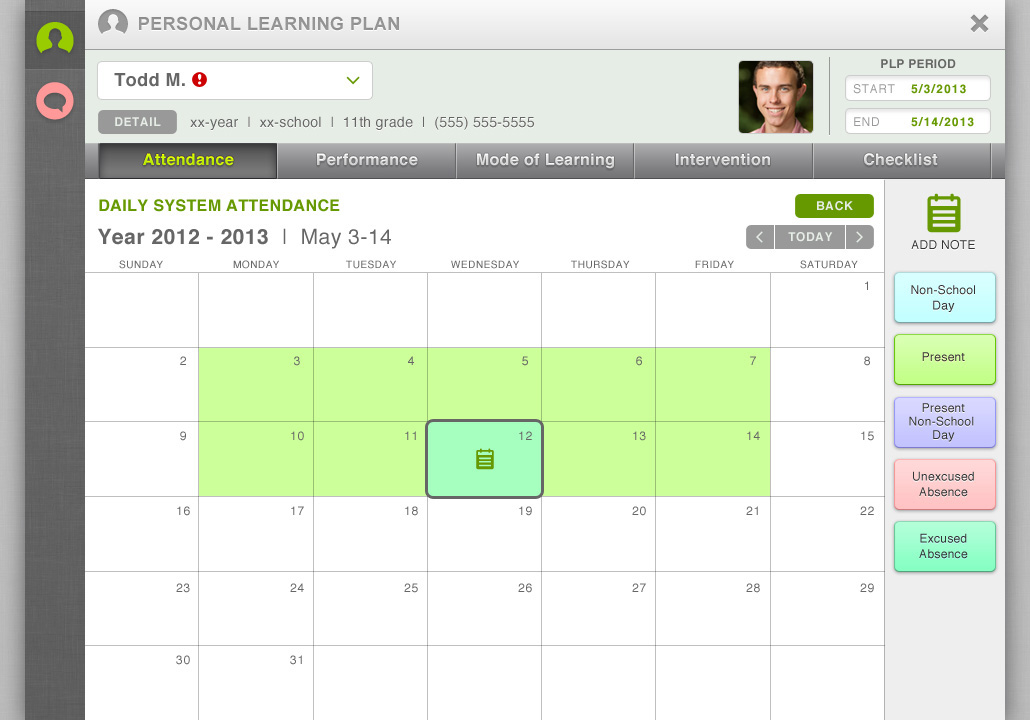 PERSONAL LEARNING PLAN
Todd M.
PLP PERIOD
START 5/3/2013
END 5/14/2013
DETAIL xx-year | xx-school | 11th grade | (555) 555-5555
Attendance Performance Mode of Learning Intervention Checklist
DAILY SYSTEM ATTENDANCE
BACK
Year 2012 - 2013 | May 3-14
< TODAY >
SUNDAY MONDAY TUESDAY WEDNESDAY THURSDAY FRIDAY SATURDAY
1
2 3 4 5 6 7 8
9 10 11 12 13 14 15
16 17 18 19 20 21 22
23 24 25 26 27 28 29
30 31
ADD NOTE
Non-School
Day
Present
Present
Non-School
Day
Unexcused
Absence
Excused
Absence